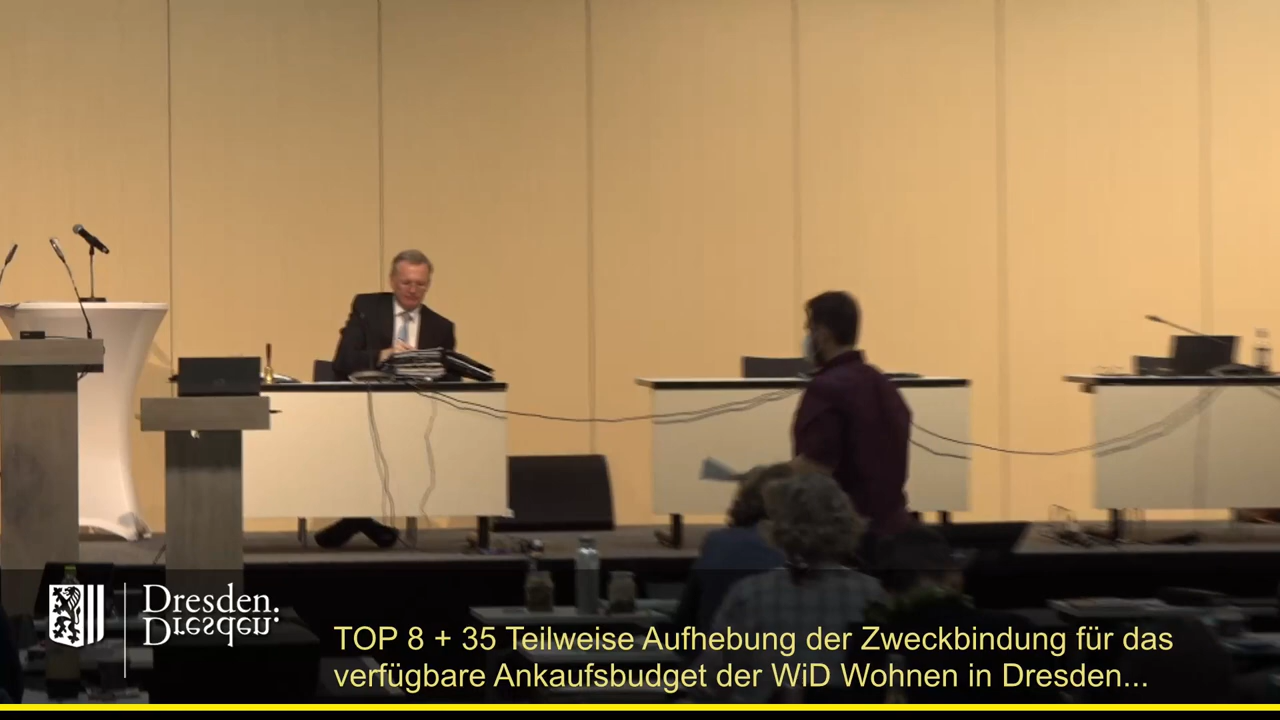 Dresden.
Dresden.
TOP 8 + 35 Teilweise Aufhebung der Zweckbindung für das
verfügbare Ankaufsbudget der WiD Wohnen in Dresden...